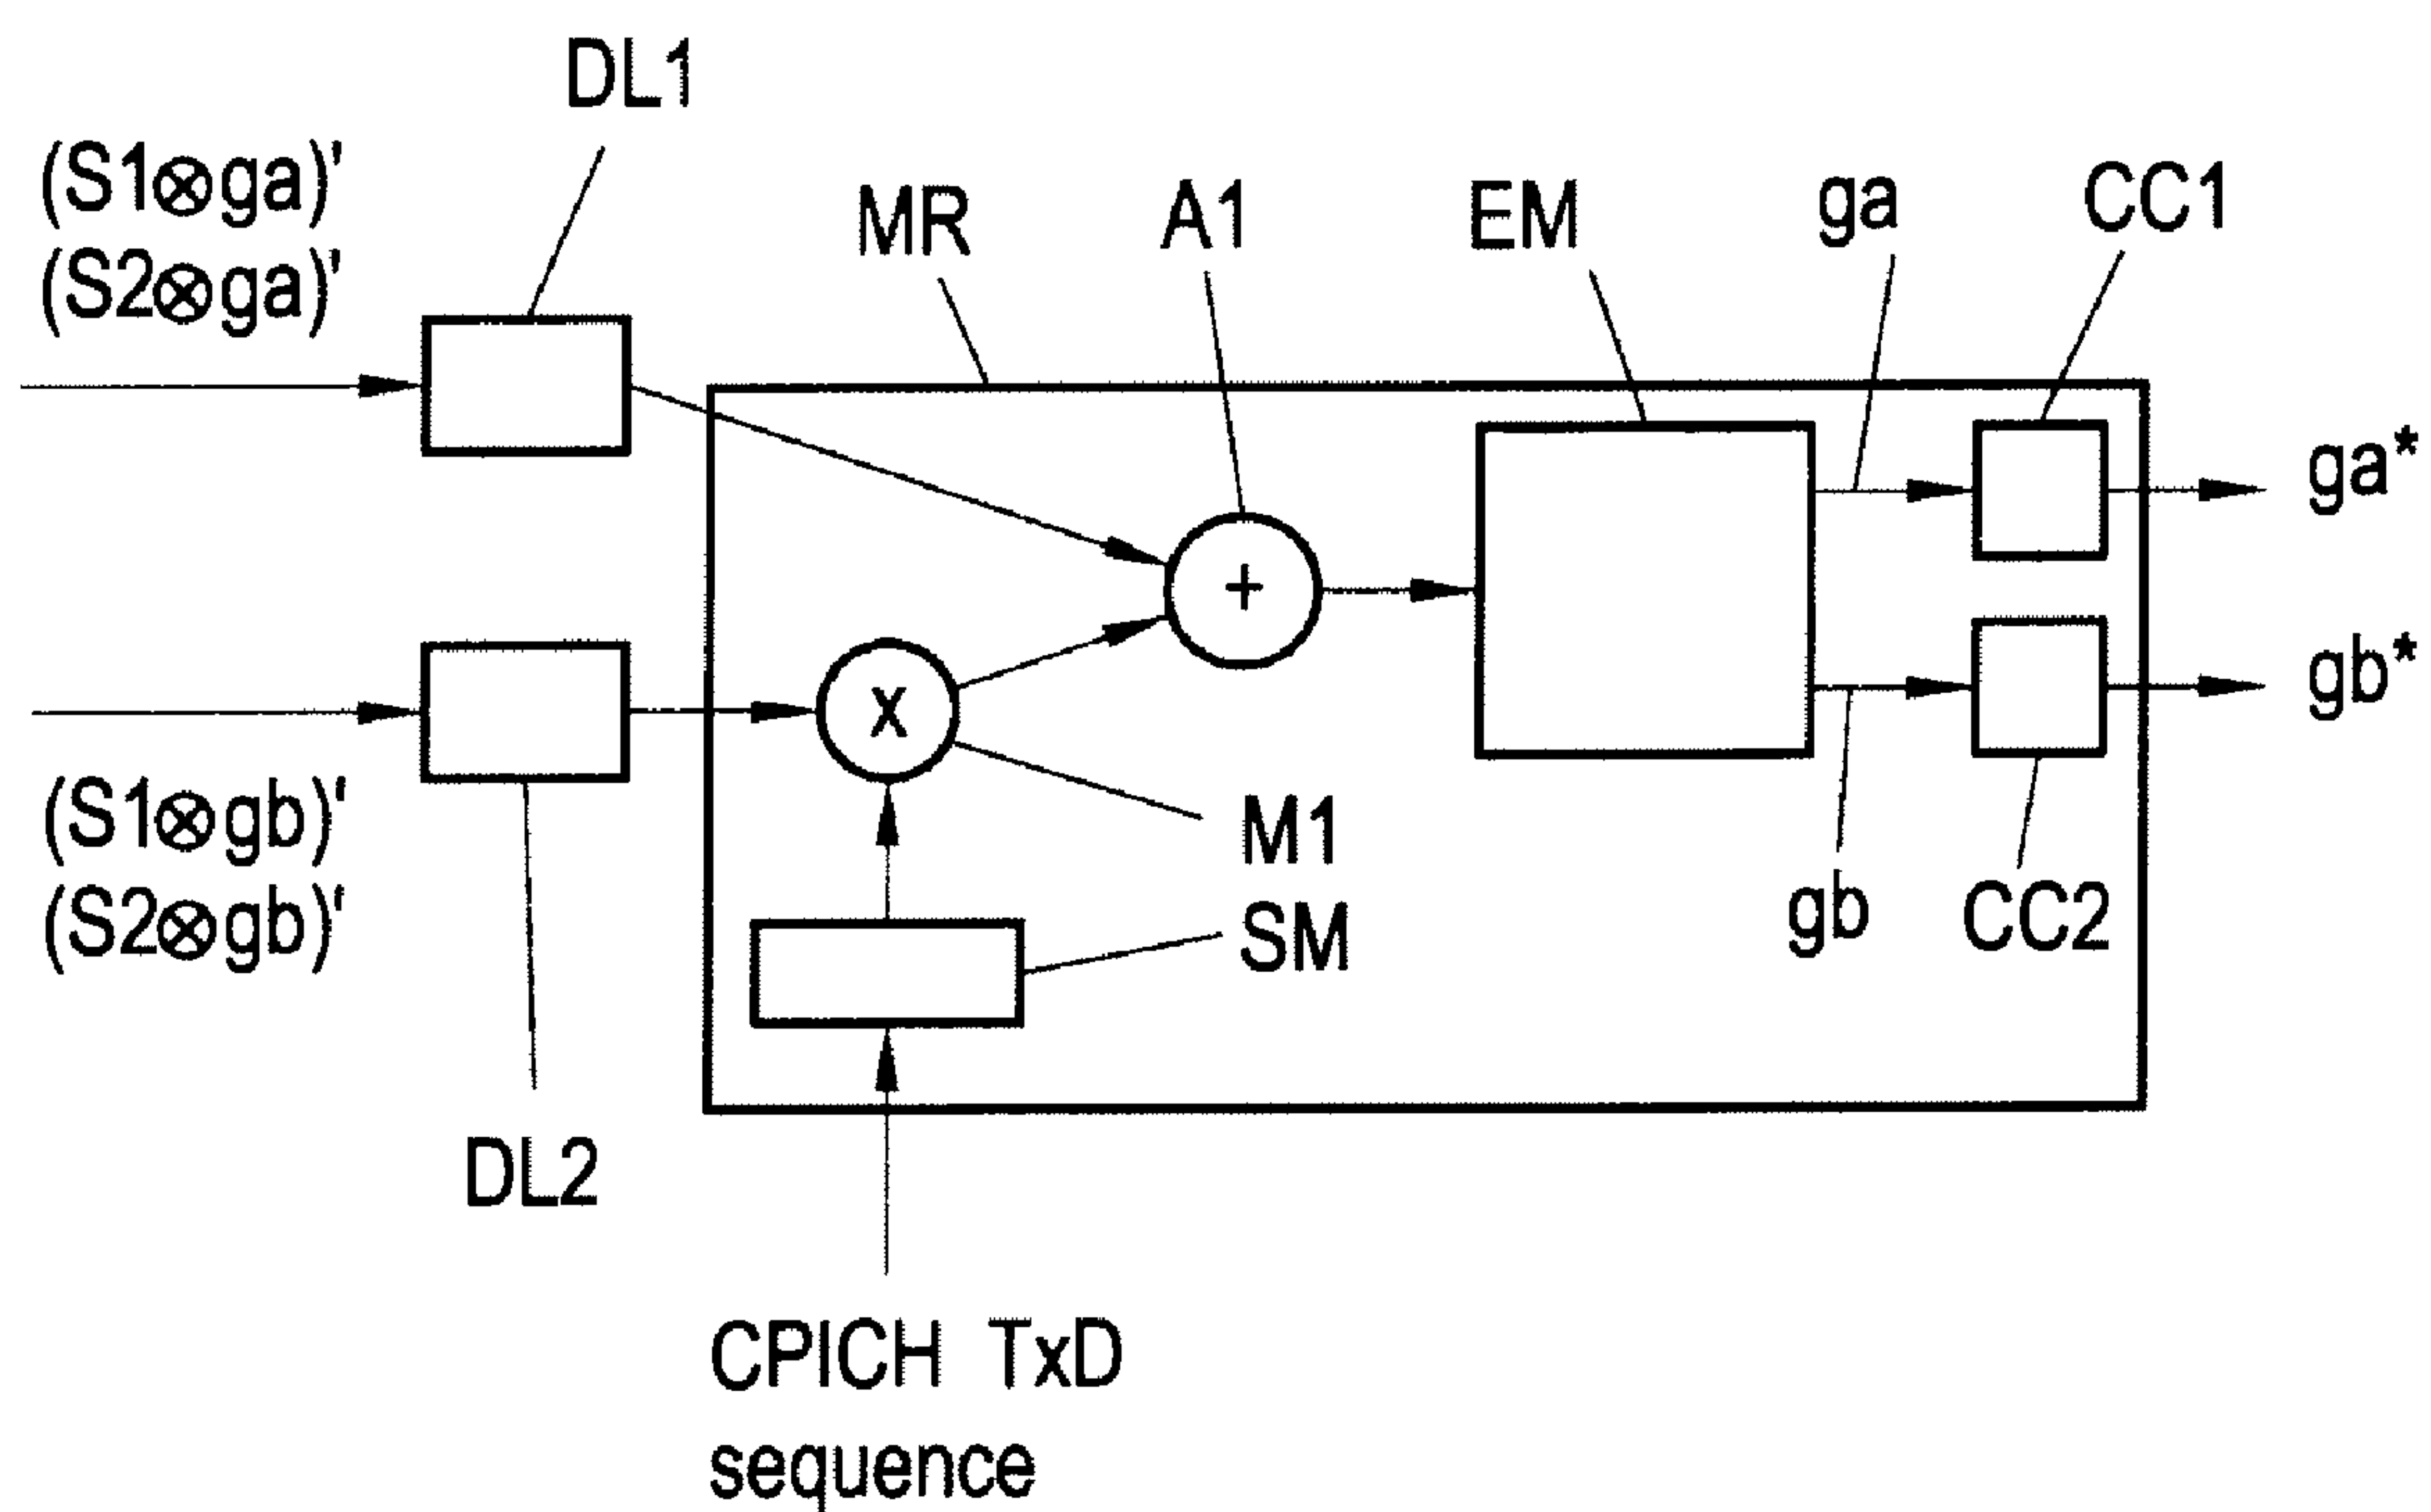 DL1
(S1⊗ga)'
(S2⊗ga)'
MR
A1
EM
ga
CC1
ga*
+
gb*
X
(S1⊗gb)'
(S2⊗gb)'
M1
SM
gb
CC2
DL2
CPICH TxD
sequence